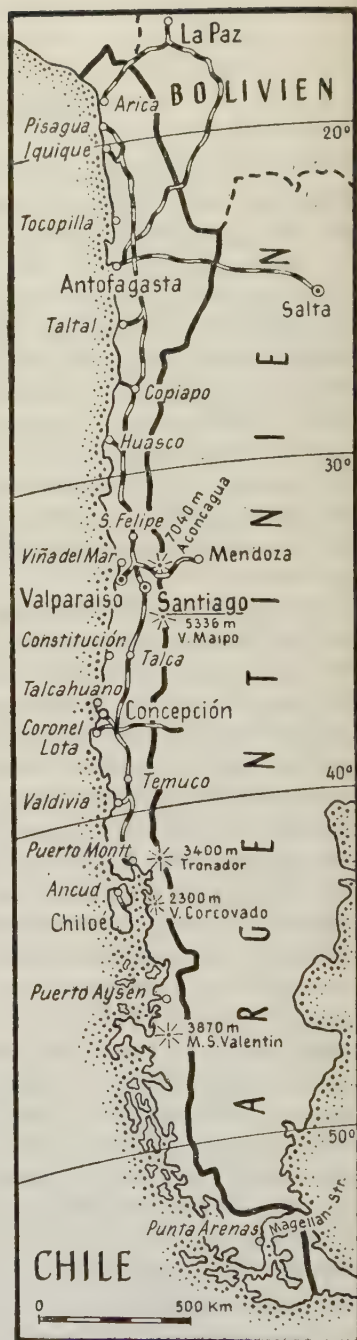 La Paz
BOLIVIEN
Arica
Pisagua
Iquique
20°
Tocopilla
Antofagasta
Salta
Taltal
Copiapo
Huasco
30°
S. Felipe
7040 m
Aconcagua
Viña del Mar
Mendoza
Valparaiso
Santiago
5336 m
V. Maipo
Constitución
Talca
Talcahuano
Concepción
Coronel
Lota
Temuco
40°
Valdivia
Puerto Montt
3400 m
Tronador
Ancud
2300 m
V. Corcovado
Chiloé
Puerto Aysén
3870 m
M.S. Valentin
ARGENTINIEN
50°
Punta Arenas
Magellan-Str.
CHILE
0 500 Km